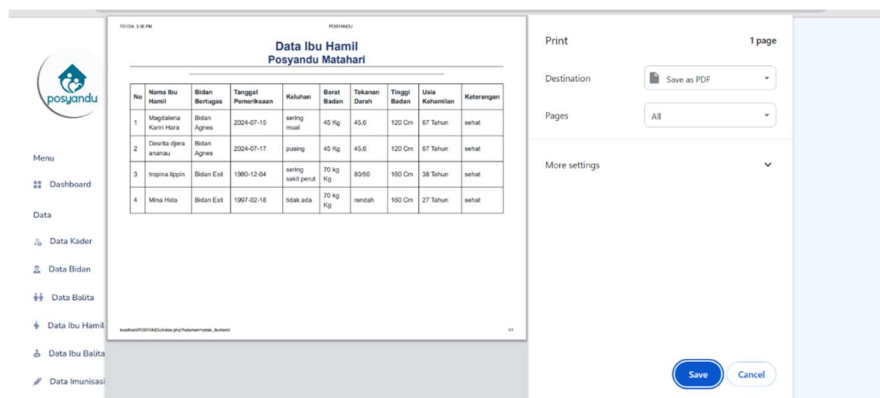 7/21/24, 3:36 PM
POSYANDU
Data Ibu Hamil
Posyandu Matahari
No Nama Ibu Hamil Bidan Bertugas Tanggal Pemeriksaan Keluhan Berat Badan Tekanan Darah Tinggi Badan Usia Kehamilan Keterangan
1 Magdalena Kariri Hara Bidan Agnes 2024-07-15 sering mual 45 Kg 45,6 120 Cm 67 Tahun sehat
2 Desrita djera ananau Bidan Agnes 2024-07-17 pusing 45 Kg 45,6 120 Cm 67 Tahun sehat
3 tropina lippin Bidan Esti 1980-12-04 sering sakit perut 70 kg Kg 80/90 160 Cm 38 Tahun sehat
4 Mina Hida Bidan Esti 1997-02-18 tidak ada 70 kg Kg rendah 160 Cm 27 Tahun sehat
1/1
posyandu
Menu
Dashboard
Data
Data Kader
Data Bidan
Data Balita
Data Ibu Hamil
Data Ibu Balita
Data Imunisasi
Print
1 page
Destination
Save as PDF
Pages
All
More settings
Save
Cancel